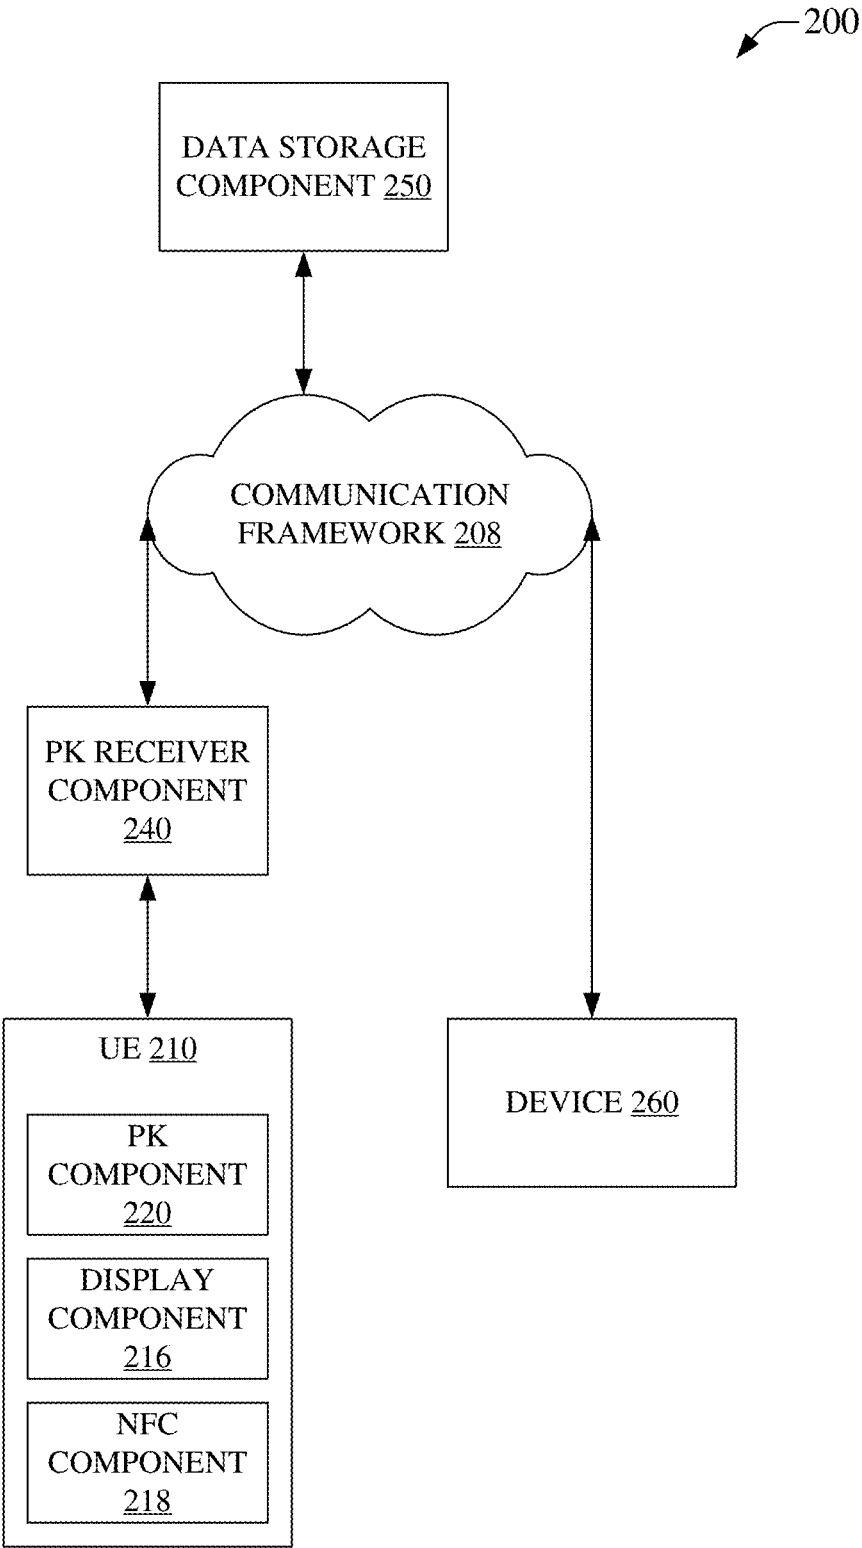 200
DATA STORAGE
COMPONENT 250
COMMUNICATION
FRAMEWORK 208
PK RECEIVER
COMPONENT
240
UE 210
PK
COMPONENT
220
DISPLAY
COMPONENT
216
NFC
COMPONENT
218
DEVICE 260